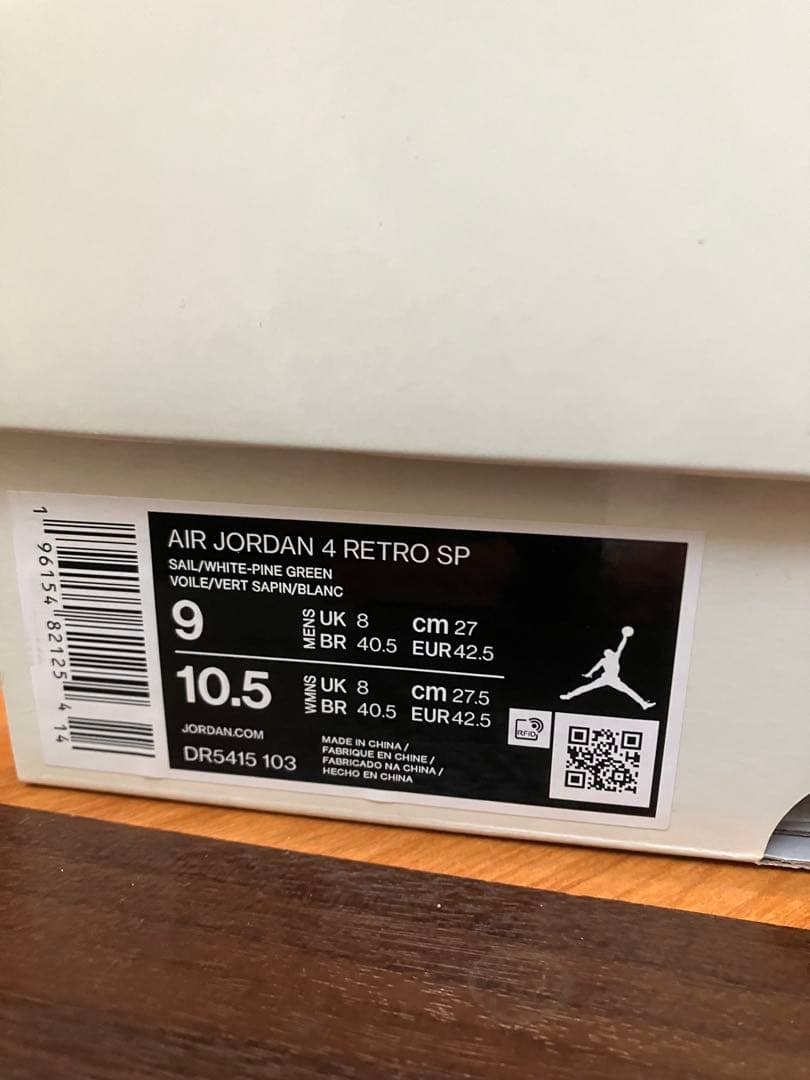 AIR JORDAN 4 RETRO SP
SAIL/WHITE-PINE GREEN
VOILE/VERT SAPIN/BLANC
9 MENS UK 8 cm 27
BR 40.5 EUR 42.5
10.5 WMNS UK 8 cm 27.5
BR 40.5 EUR 42.5
JORDAN.COM
DR5415 103
MADE IN CHINA /
FABRIQUE EN CHINE /
FABRICADO NA CHINA /
HECHO EN CHINA
RFID
1 96154 82125 4 14